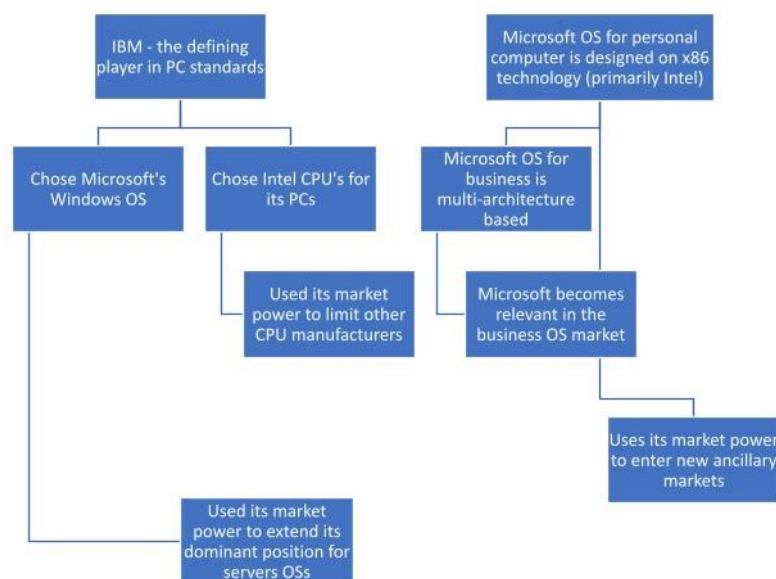 IBM - the defining
player in PC standards
Microsoft OS for personal
computer is designed on x86
technology (primarily Intel)
Chose Microsoft's
Windows OS
Chose Intel CPU's for
its PCs
Microsoft OS for
business is
multi-architecture
based
Used its market
power to limit other
CPU manufacturers
Microsoft becomes
relevant in the
business OS market
Uses its market power
to enter new ancillary
markets
Used its market
power to extend its
dominant position for
servers OSs